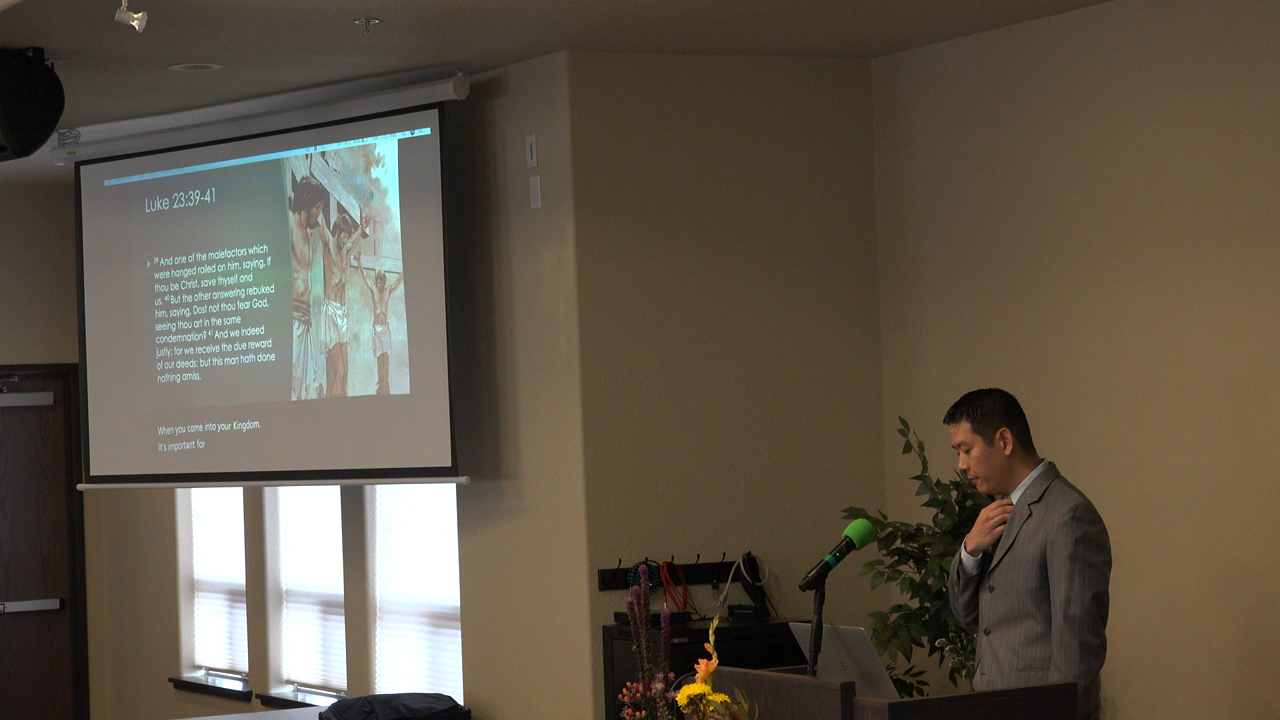 Luke 23:39-41
39 And one of the malefactors which
were hanged railed on him, saying, If
thou be Christ, save thyself and
us. 40 But the other answering rebuked
him, saying, Dost not thou fear God,
seeing thou art in the same
condemnation? 41 And we indeed
justly; for we receive the due reward
of our deeds: but this man hath done
nothing amiss.
When you come into your Kingdom.
It's important for